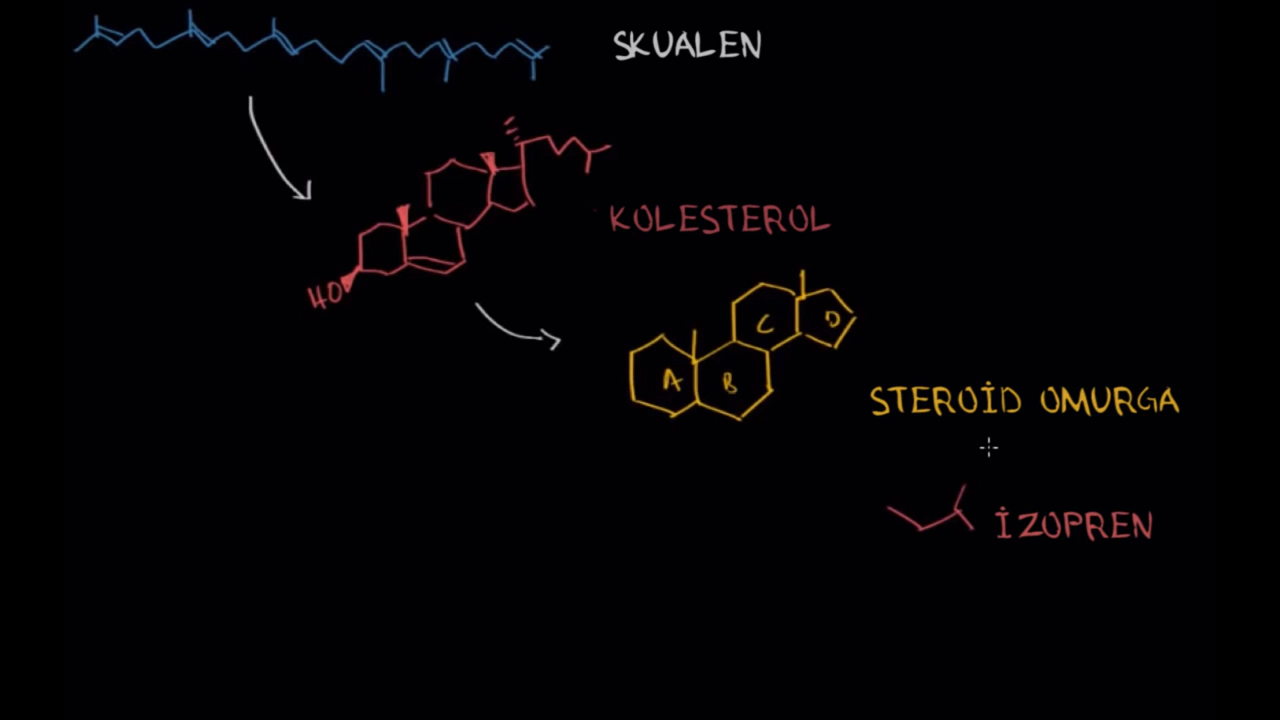 SKUALEN
KOLESTEROL
HO
A
B
C
D
STEROİD OMURGA
İZOPREN